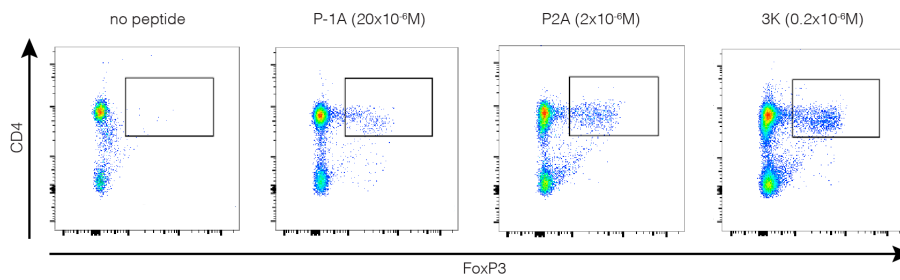 no peptide
P-1A (20x10⁻⁶M)
P2A (2x10⁻⁶M)
3K (0.2x10⁻⁶M)
CD4
FoxP3